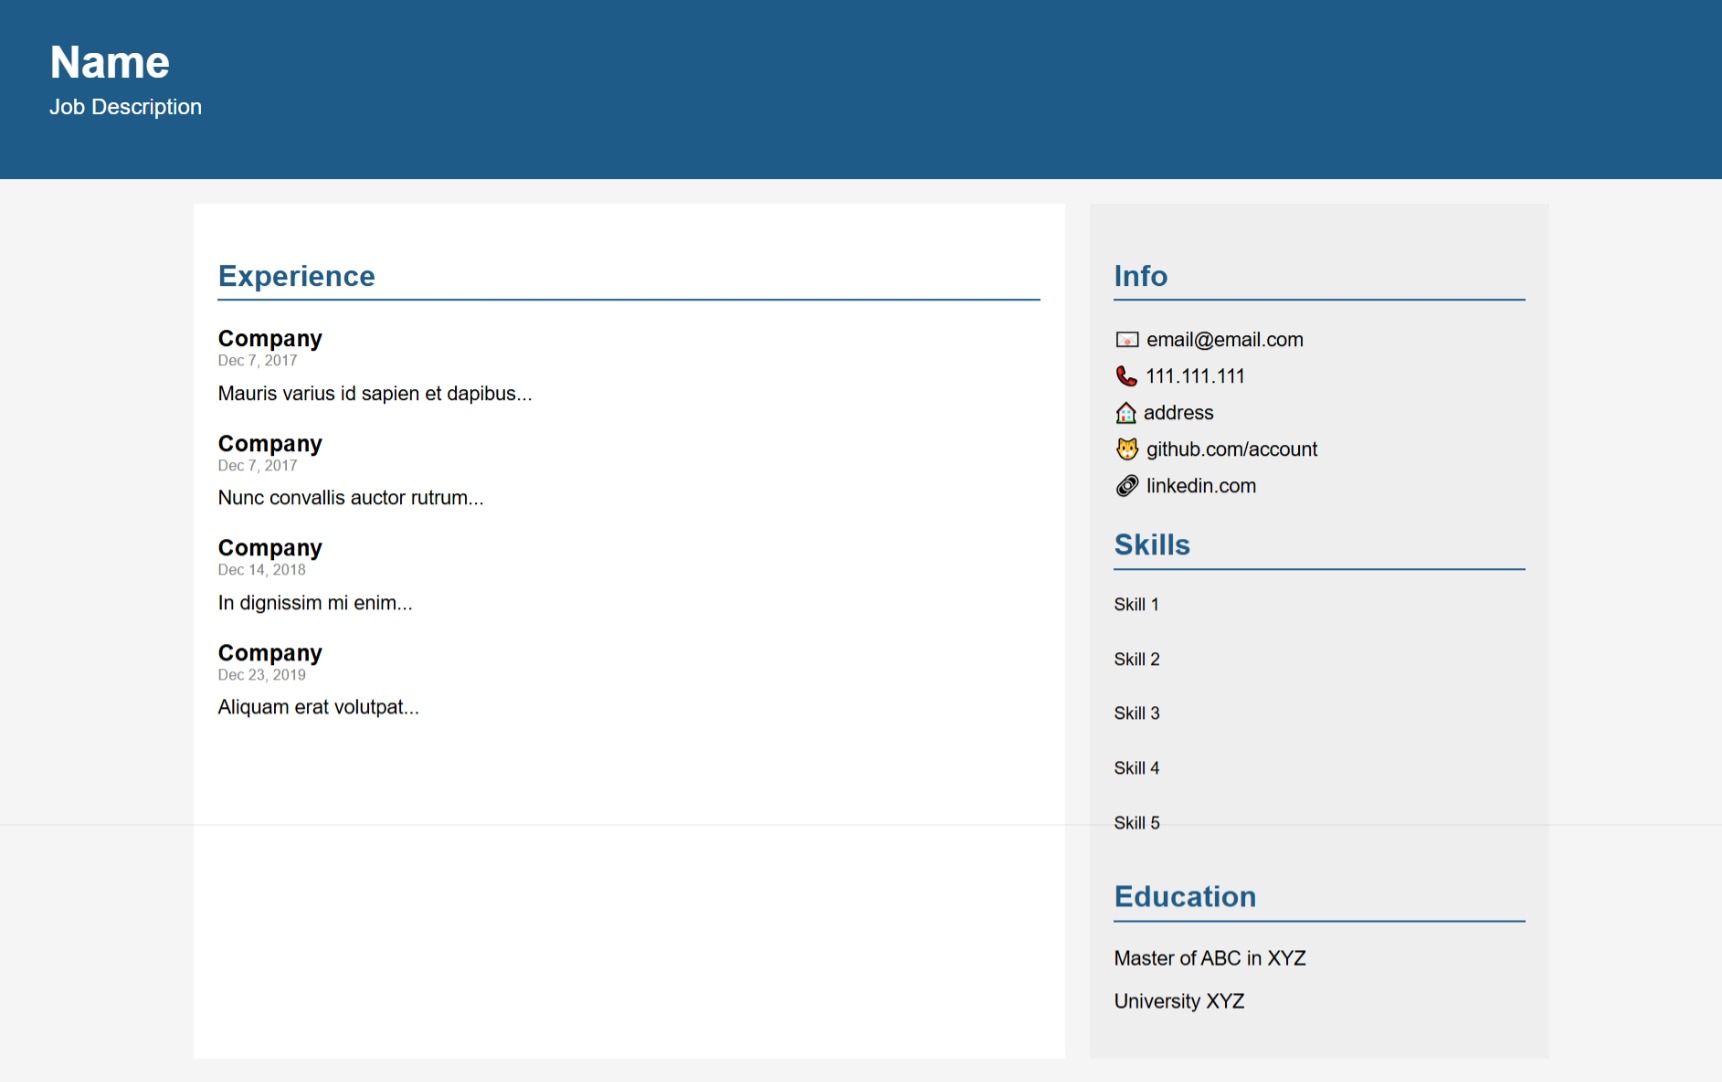 Name
Job Description
Experience
Company
Dec 7, 2017
Mauris varius id sapien et dapibus...
Company
Dec 7, 2017
Nunc convallis auctor rutrum...
Company
Dec 14, 2018
In dignissim mi enim...
Company
Dec 23, 2019
Aliquam erat volutpat...
Info
email@email.com
111.111.111
address
github.com/account
linkedin.com
Skills
Skill 1
Skill 2
Skill 3
Skill 4
Skill 5
Education
Master of ABC in XYZ
University XYZ